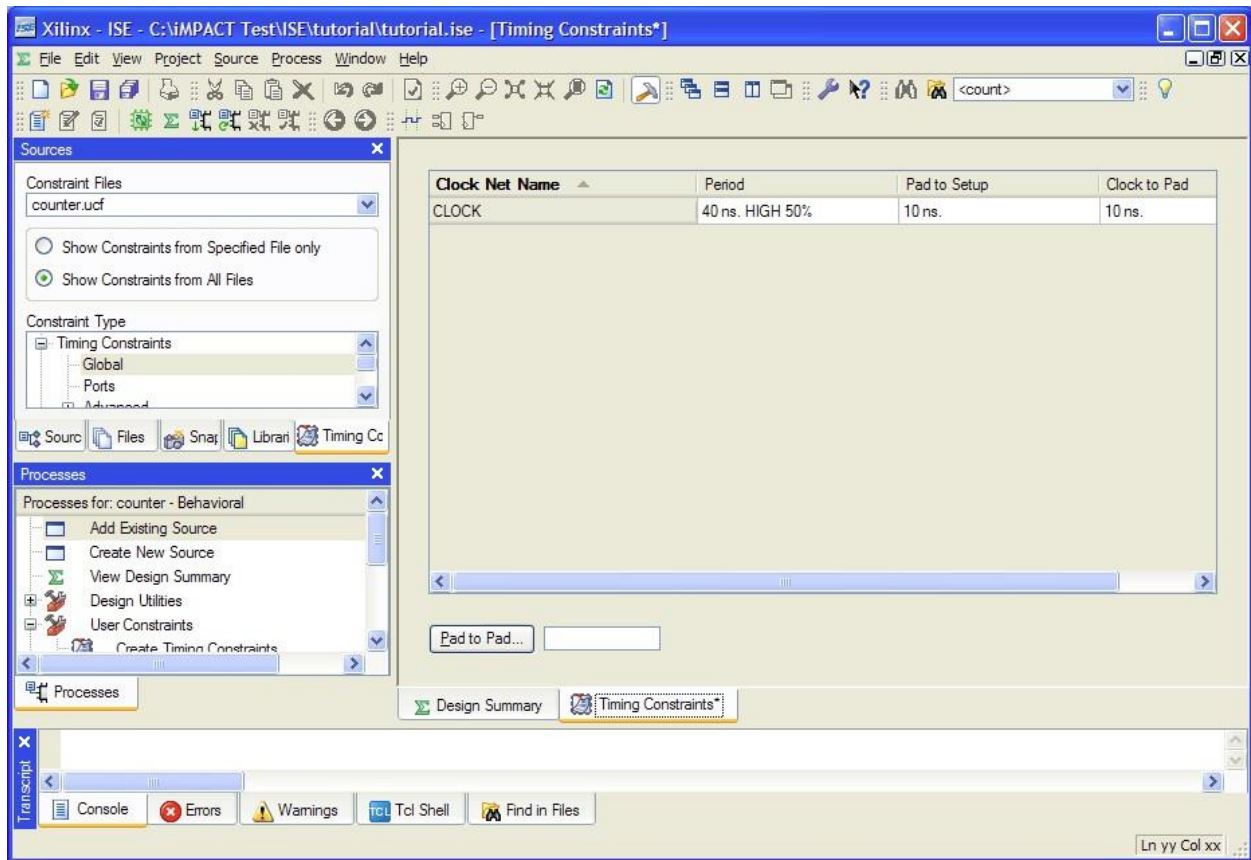 Xilinx - ISE - C:\iMPACT Test\ISE\tutorial\tutorial.ise - [Timing Constraints*]
File Edit View Project Source Process Window Help
<count>
Sources
Constraint Files
counter.ucf
Show Constraints from Specified File only
Show Constraints from All Files
Constraint Type
Timing Constraints
Global
Ports
Advanced
Sourc Files Snap Librari Timing Cc
Clock Net Name Period Pad to Setup Clock to Pad
CLOCK 40 ns. HIGH 50% 10 ns. 10 ns.
Pad to Pad...
Processes
Processes for: counter - Behavioral
Add Existing Source
Create New Source
View Design Summary
Design Utilities
User Constraints
Create Timing Constraints
Processes
Design Summary Timing Constraints*
Transcript
Console Errors Warnings TCL Tcl Shell Find in Files
Ln yy Col xx